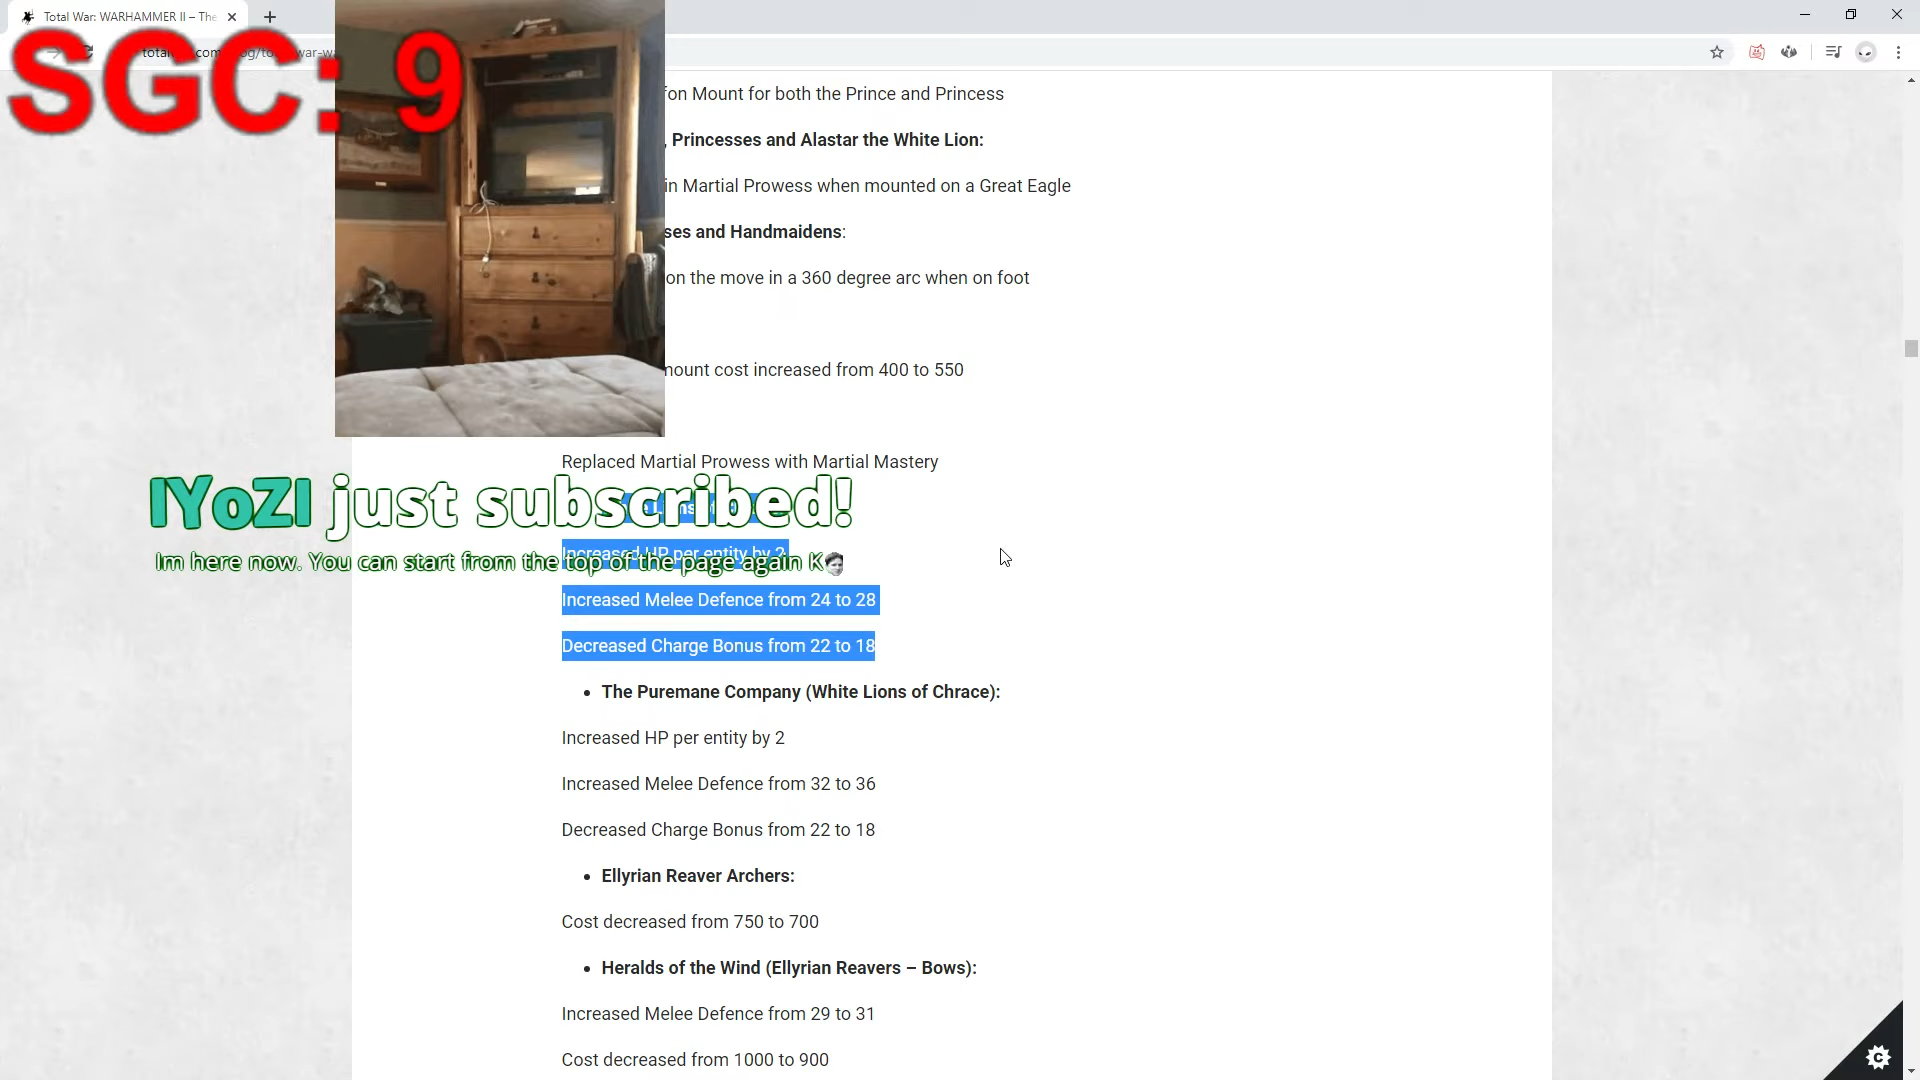 Total War: WARHAMMER II – The
SGC: 9
fon Mount for both the Prince and Princess
, Princesses and Alastar the White Lion:
in Martial Prowess when mounted on a Great Eagle
ses and Handmaidens:
on the move in a 360 degree arc when on foot
mount cost increased from 400 to 550
Replaced Martial Prowess with Martial Mastery
IYoZI just subscribed!
Increased HP per entity by 2
Im here now. You can start from the top of the page again K
Increased Melee Defence from 24 to 28
Decreased Charge Bonus from 22 to 18
• The Puremane Company (White Lions of Chrace):
Increased HP per entity by 2
Increased Melee Defence from 32 to 36
Decreased Charge Bonus from 22 to 18
• Ellyrian Reaver Archers:
Cost decreased from 750 to 700
• Heralds of the Wind (Ellyrian Reavers – Bows):
Increased Melee Defence from 29 to 31
Cost decreased from 1000 to 900